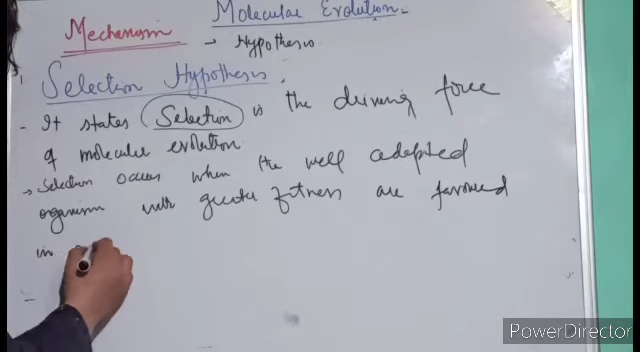 Molecular Evolution
Mechanism → Hypothesis
1) Selection Hypothesis.
- It states Selection is the driving force
of molecular evolution
→ Selection occurs when the well adapted
organism with greater fitness are favoured
in
PowerDirector